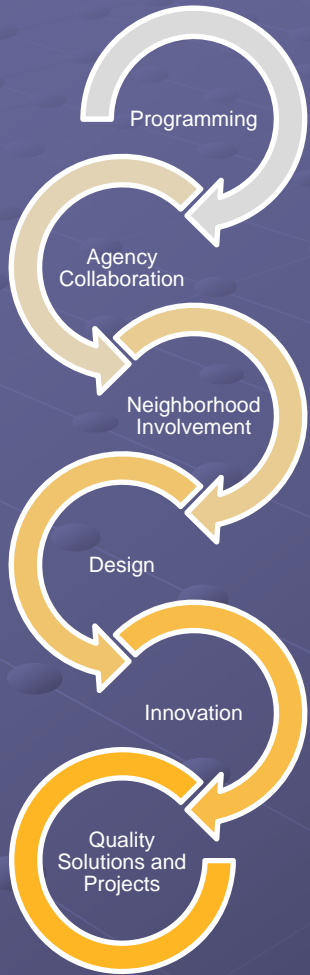 Programming
Agency
Collaboration
Neighborhood
Involvement
Design
Innovation
Quality
Solutions and
Projects